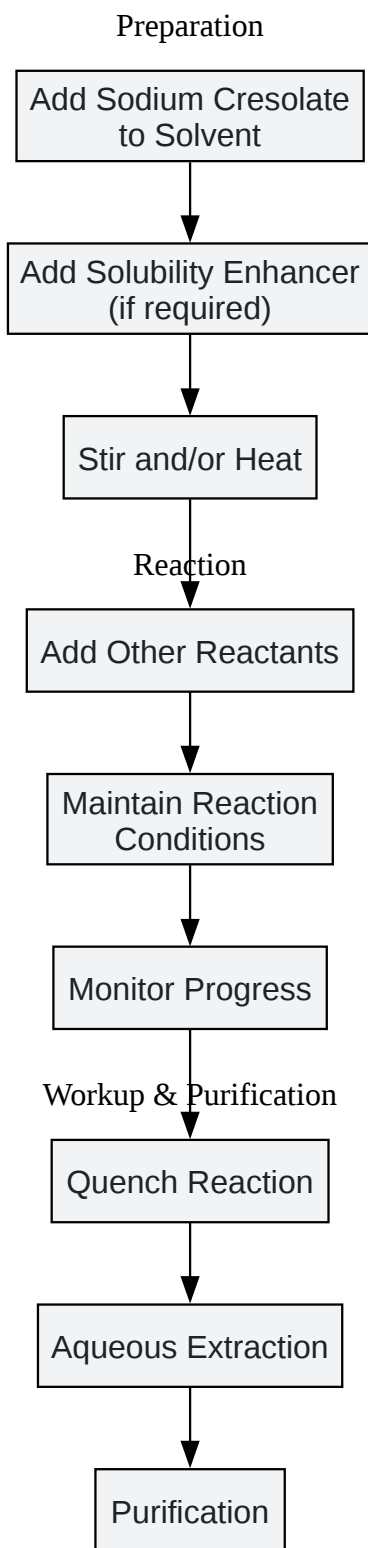 Preparation
Add Sodium Cresolate
to Solvent
Add Solubility Enhancer
(if required)
Stir and/or Heat
Reaction
Add Other Reactants
Maintain Reaction
Conditions
Monitor Progress
Workup & Purification
Quench Reaction
Aqueous Extraction
Purification